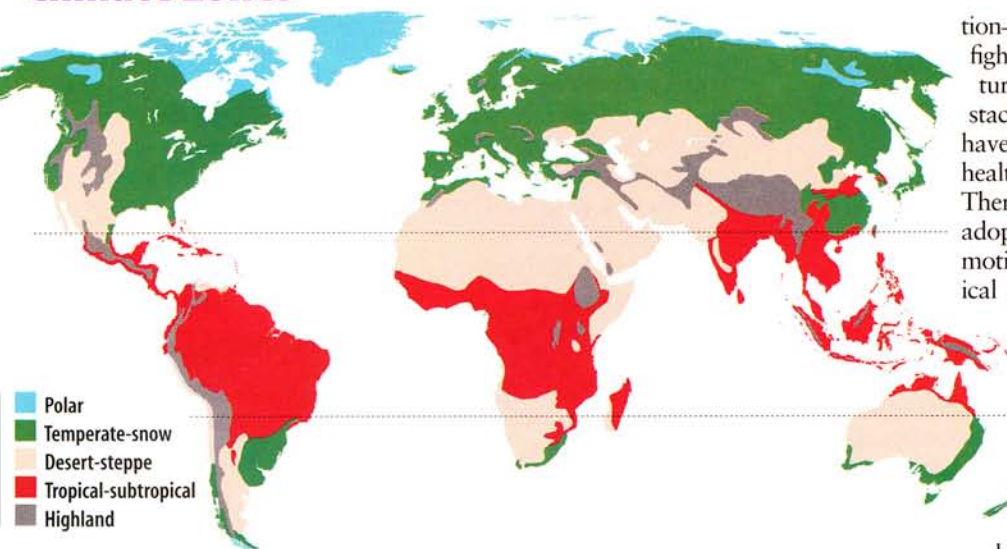 Polar
Temperate-snow
Desert-steppe
Tropical-subtropical
Highland
tion–
figh
tur
stac
have
healt
Ther
adop
moti
ical